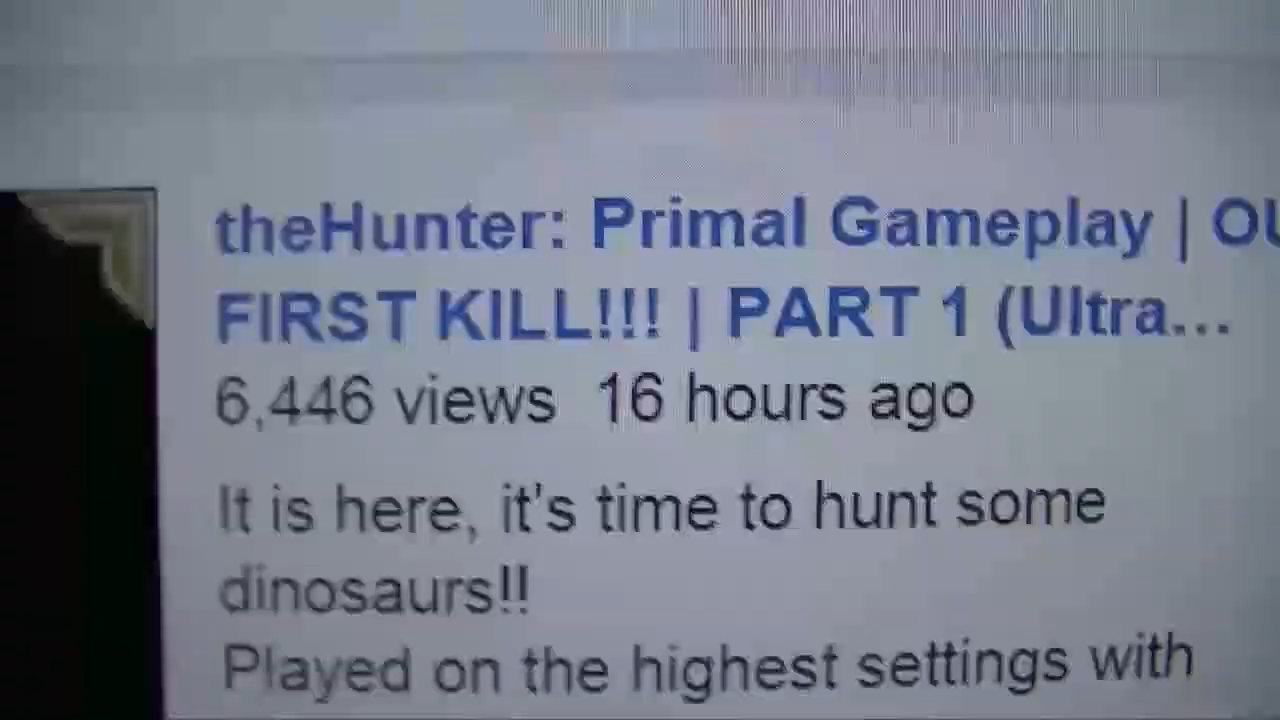 theHunter: Primal Gameplay | OU
FIRST KILL!!! | PART 1 (Ultra...
6,446 views 16 hours ago
It is here, it's time to hunt some
dinosaurs!!
Played on the highest settings with